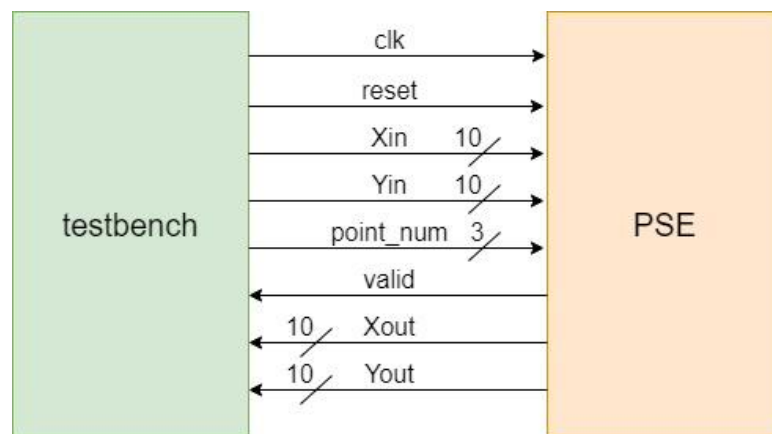 clk
reset
Xin 10
Yin 10
testbench
point_num 3
PSE
valid
10 Xout
10 Yout